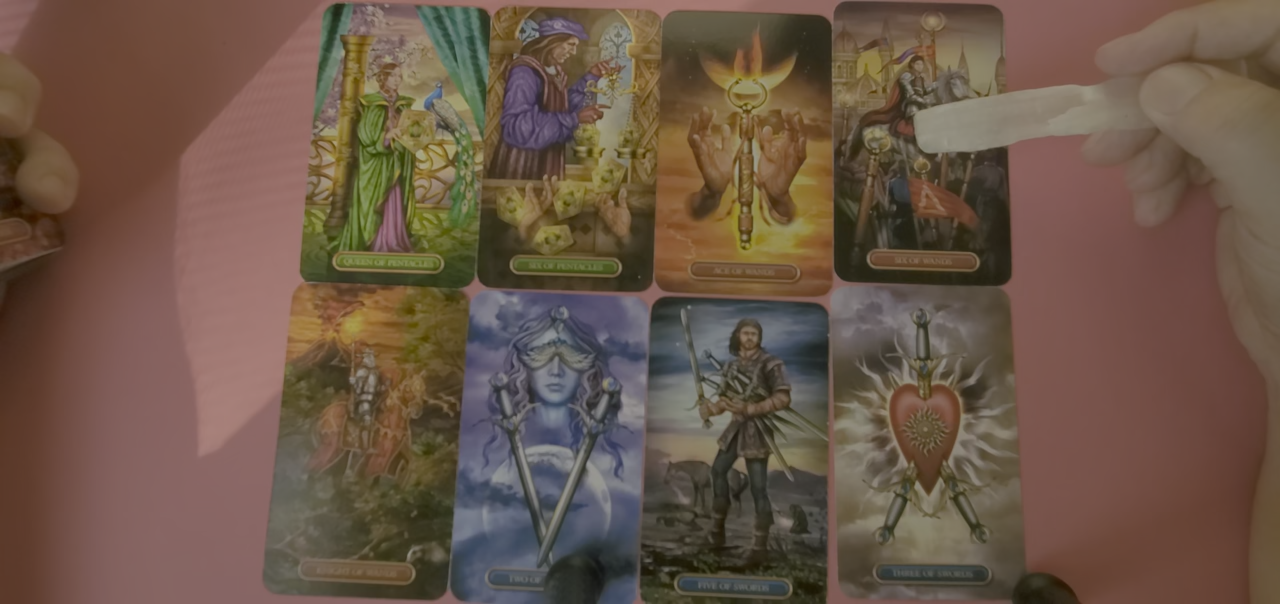 QUEEN OF PENTACLES
SIX OF PENTACLES
ACE OF WANDS
SIX OF WANDS
KNIGHT OF WANDS
TWO OF
FIVE OF SWORDS
THREE OF SWORDS